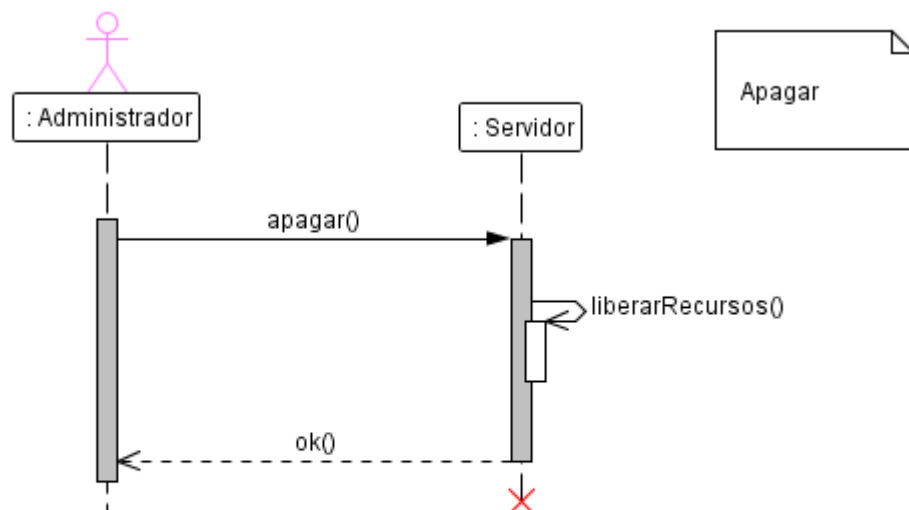 : Administrador
: Servidor
Apagar
apagar()
liberarRecursos()
ok()